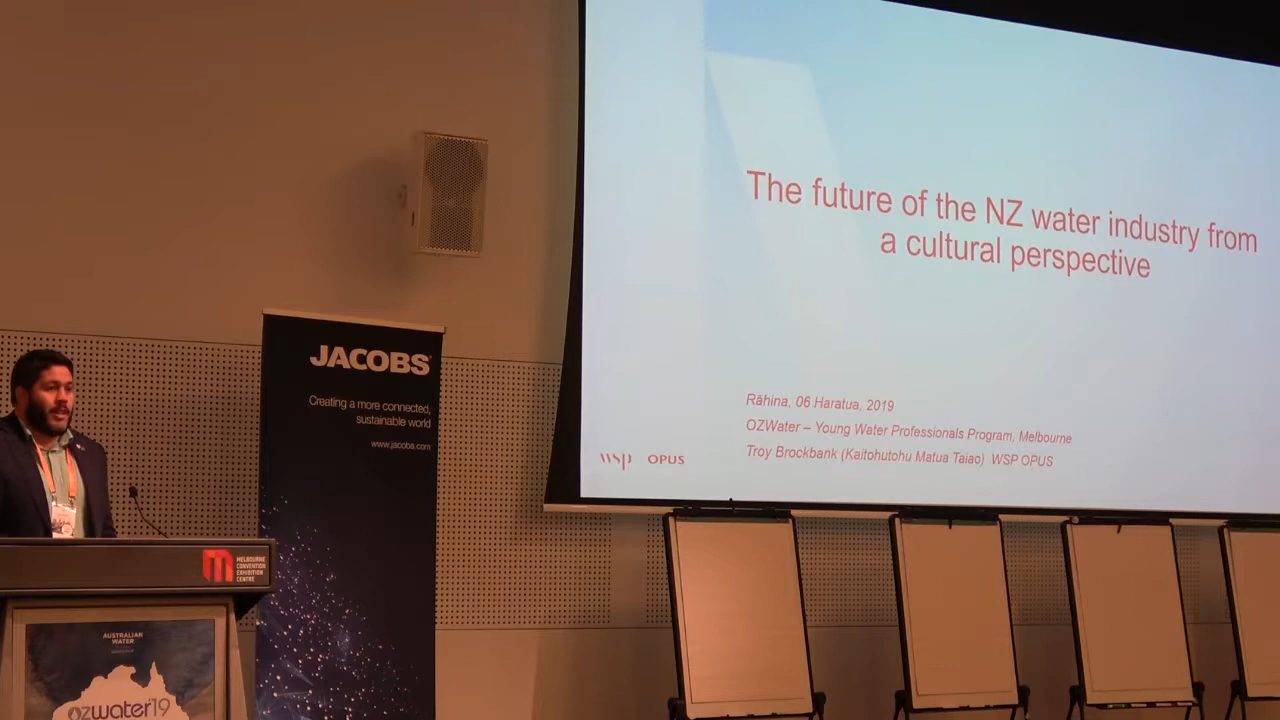 The future of the NZ water industry from
a cultural perspective
Rāhina, 06 Haratua, 2019
OZWater – Young Water Professionals Program, Melbourne
Troy Brockbank (Kaitohutohu Matua Taiao) WSP OPUS
wsp OPUS
JACOBS
Creating a more connected,
sustainable world
www.jacobs.com
MELBOURNE
CONVENTION
EXHIBITION
CENTRE
AUSTRALIAN
WATER
ozwater'19